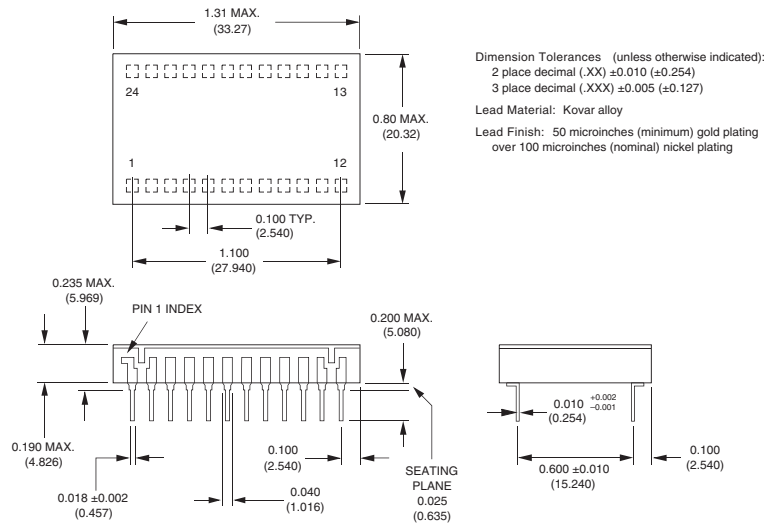 1.31 MAX.
(33.27)
24
13
1
12
0.80 MAX.
(20.32)
0.100 TYP.
(2.540)
1.100
(27.940)
Dimension Tolerances (unless otherwise indicated):
2 place decimal (.XX) ±0.010 (±0.254)
3 place decimal (.XXX) ±0.005 (±0.127)
Lead Material: Kovar alloy
Lead Finish: 50 microinches (minimum) gold plating
over 100 microinches (nominal) nickel plating
0.235 MAX.
(5.969)
PIN 1 INDEX
0.200 MAX.
(5.080)
0.190 MAX.
(4.826)
0.018 ±0.002
(0.457)
0.100
(2.540)
0.040
(1.016)
SEATING
PLANE
0.025
(0.635)
0.010 +0.002
−0.001
(0.254)
0.600 ±0.010
(15.240)
0.100
(2.540)